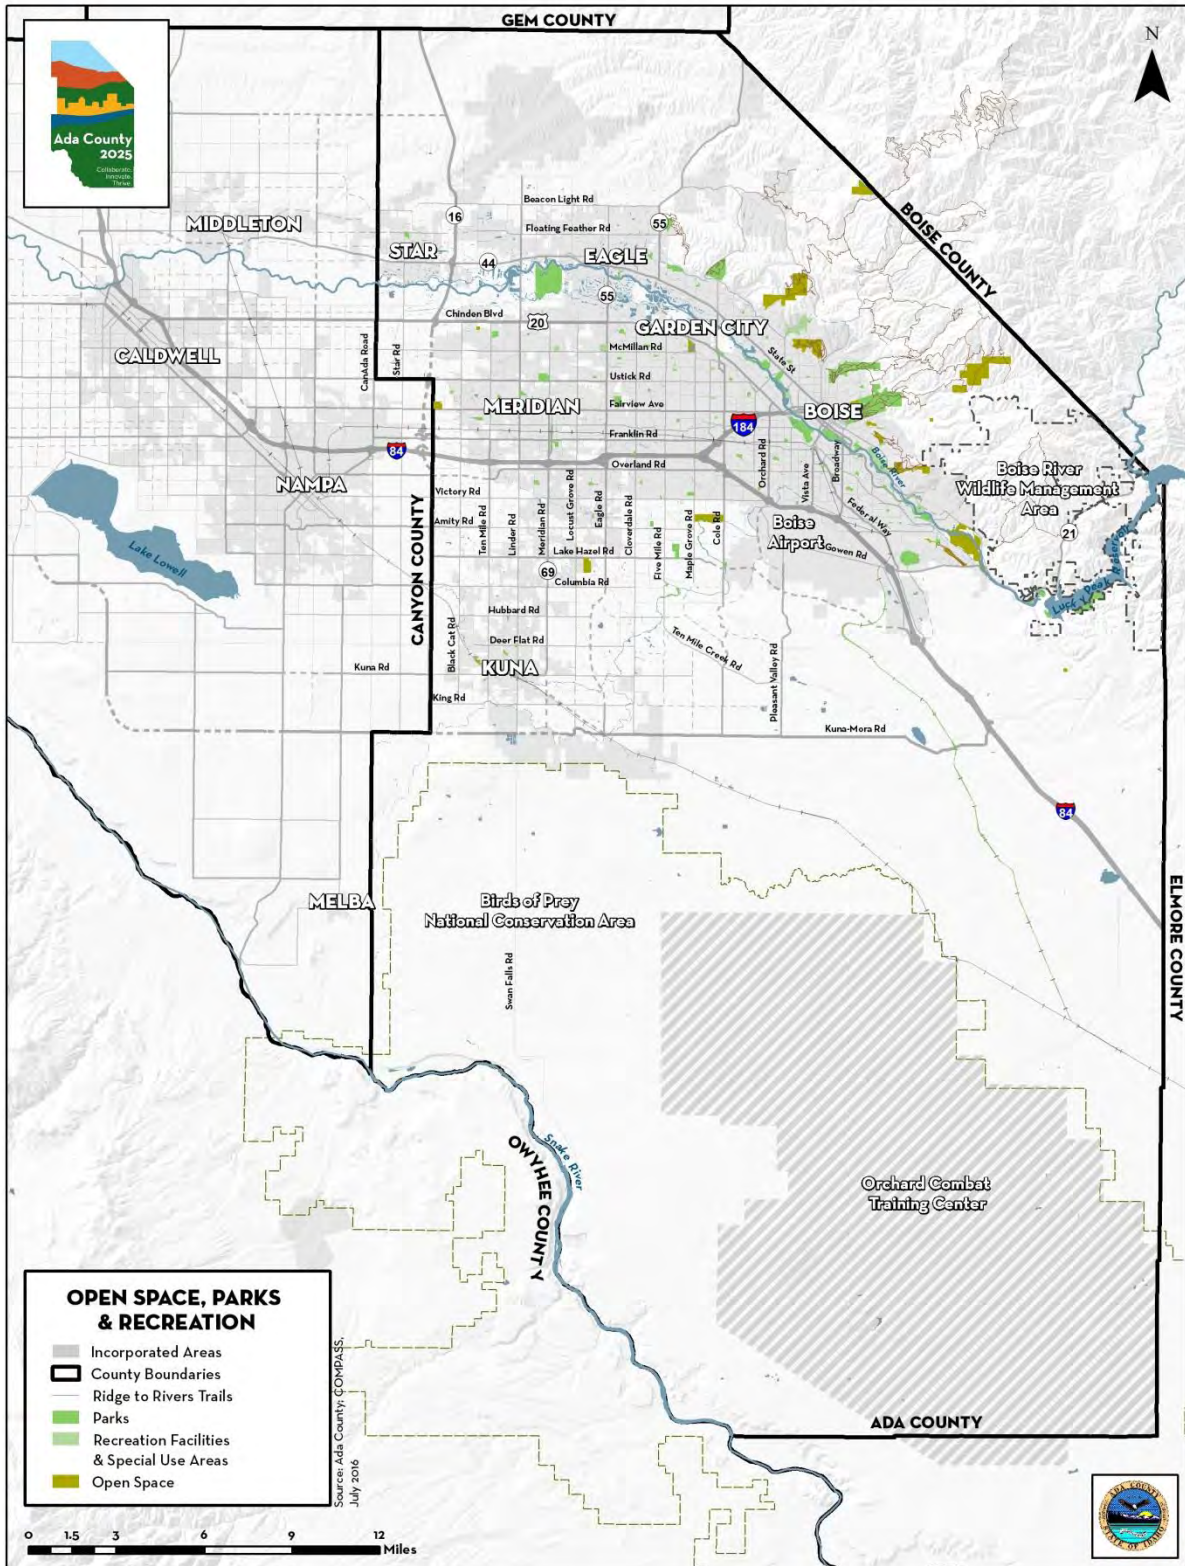 GEM COUNTY
N
Ada County
2025
Collaborate.
Innovate.
Thrive.
MIDDLETON
STAR
16
44
Beacon Light Rd
Floating Feather Rd
55
EAGLE
BOISE COUNTY
55
Chinden Blvd
20
GARDEN CITY
McMillan Rd
State St
CALDWELL
CanAda Road
Star Rd
Ustick Rd
MERIDIAN
Fairview Ave
BOISE
184
Franklin Rd
84
Overland Rd
Orchard Rd
Vista Ave
Broadway
Boise River
Boise River
Wildlife Management
Area
NAMPA
Victory Rd
Amity Rd
Ten Mile Rd
Linder Rd
Meridian Rd
Locust Grove Rd
Eagle Rd
Cloverdale Rd
Five Mile Rd
Maple Grove Rd
Cole Rd
Boise
Airport
Federal Way
Gowen Rd
21
Lake Lowell
Lake Hazel Rd
69
Columbia Rd
Lucky Peak Reservoir
CANYON COUNTY
Hubbard Rd
Black Cat Rd
Deer Flat Rd
Ten Mile Creek Rd
Pleasant Valley Rd
Kuna Rd
KUNA
King Rd
Kuna-Mora Rd
84
MELBA
Birds of Prey
National Conservation Area
ELMORE COUNTY
Swan Falls Rd
OWYHEE COUNTY
Snake River
Orchard Combat
Training Center
ADA COUNTY
OPEN SPACE, PARKS
& RECREATION
Incorporated Areas
County Boundaries
Ridge to Rivers Trails
Parks
Recreation Facilities
& Special Use Areas
Open Space
Source: Ada County; COMPASS,
July 2016
0 1.5 3 6 9 12
Miles
ADA COUNTY
STATE OF IDAHO